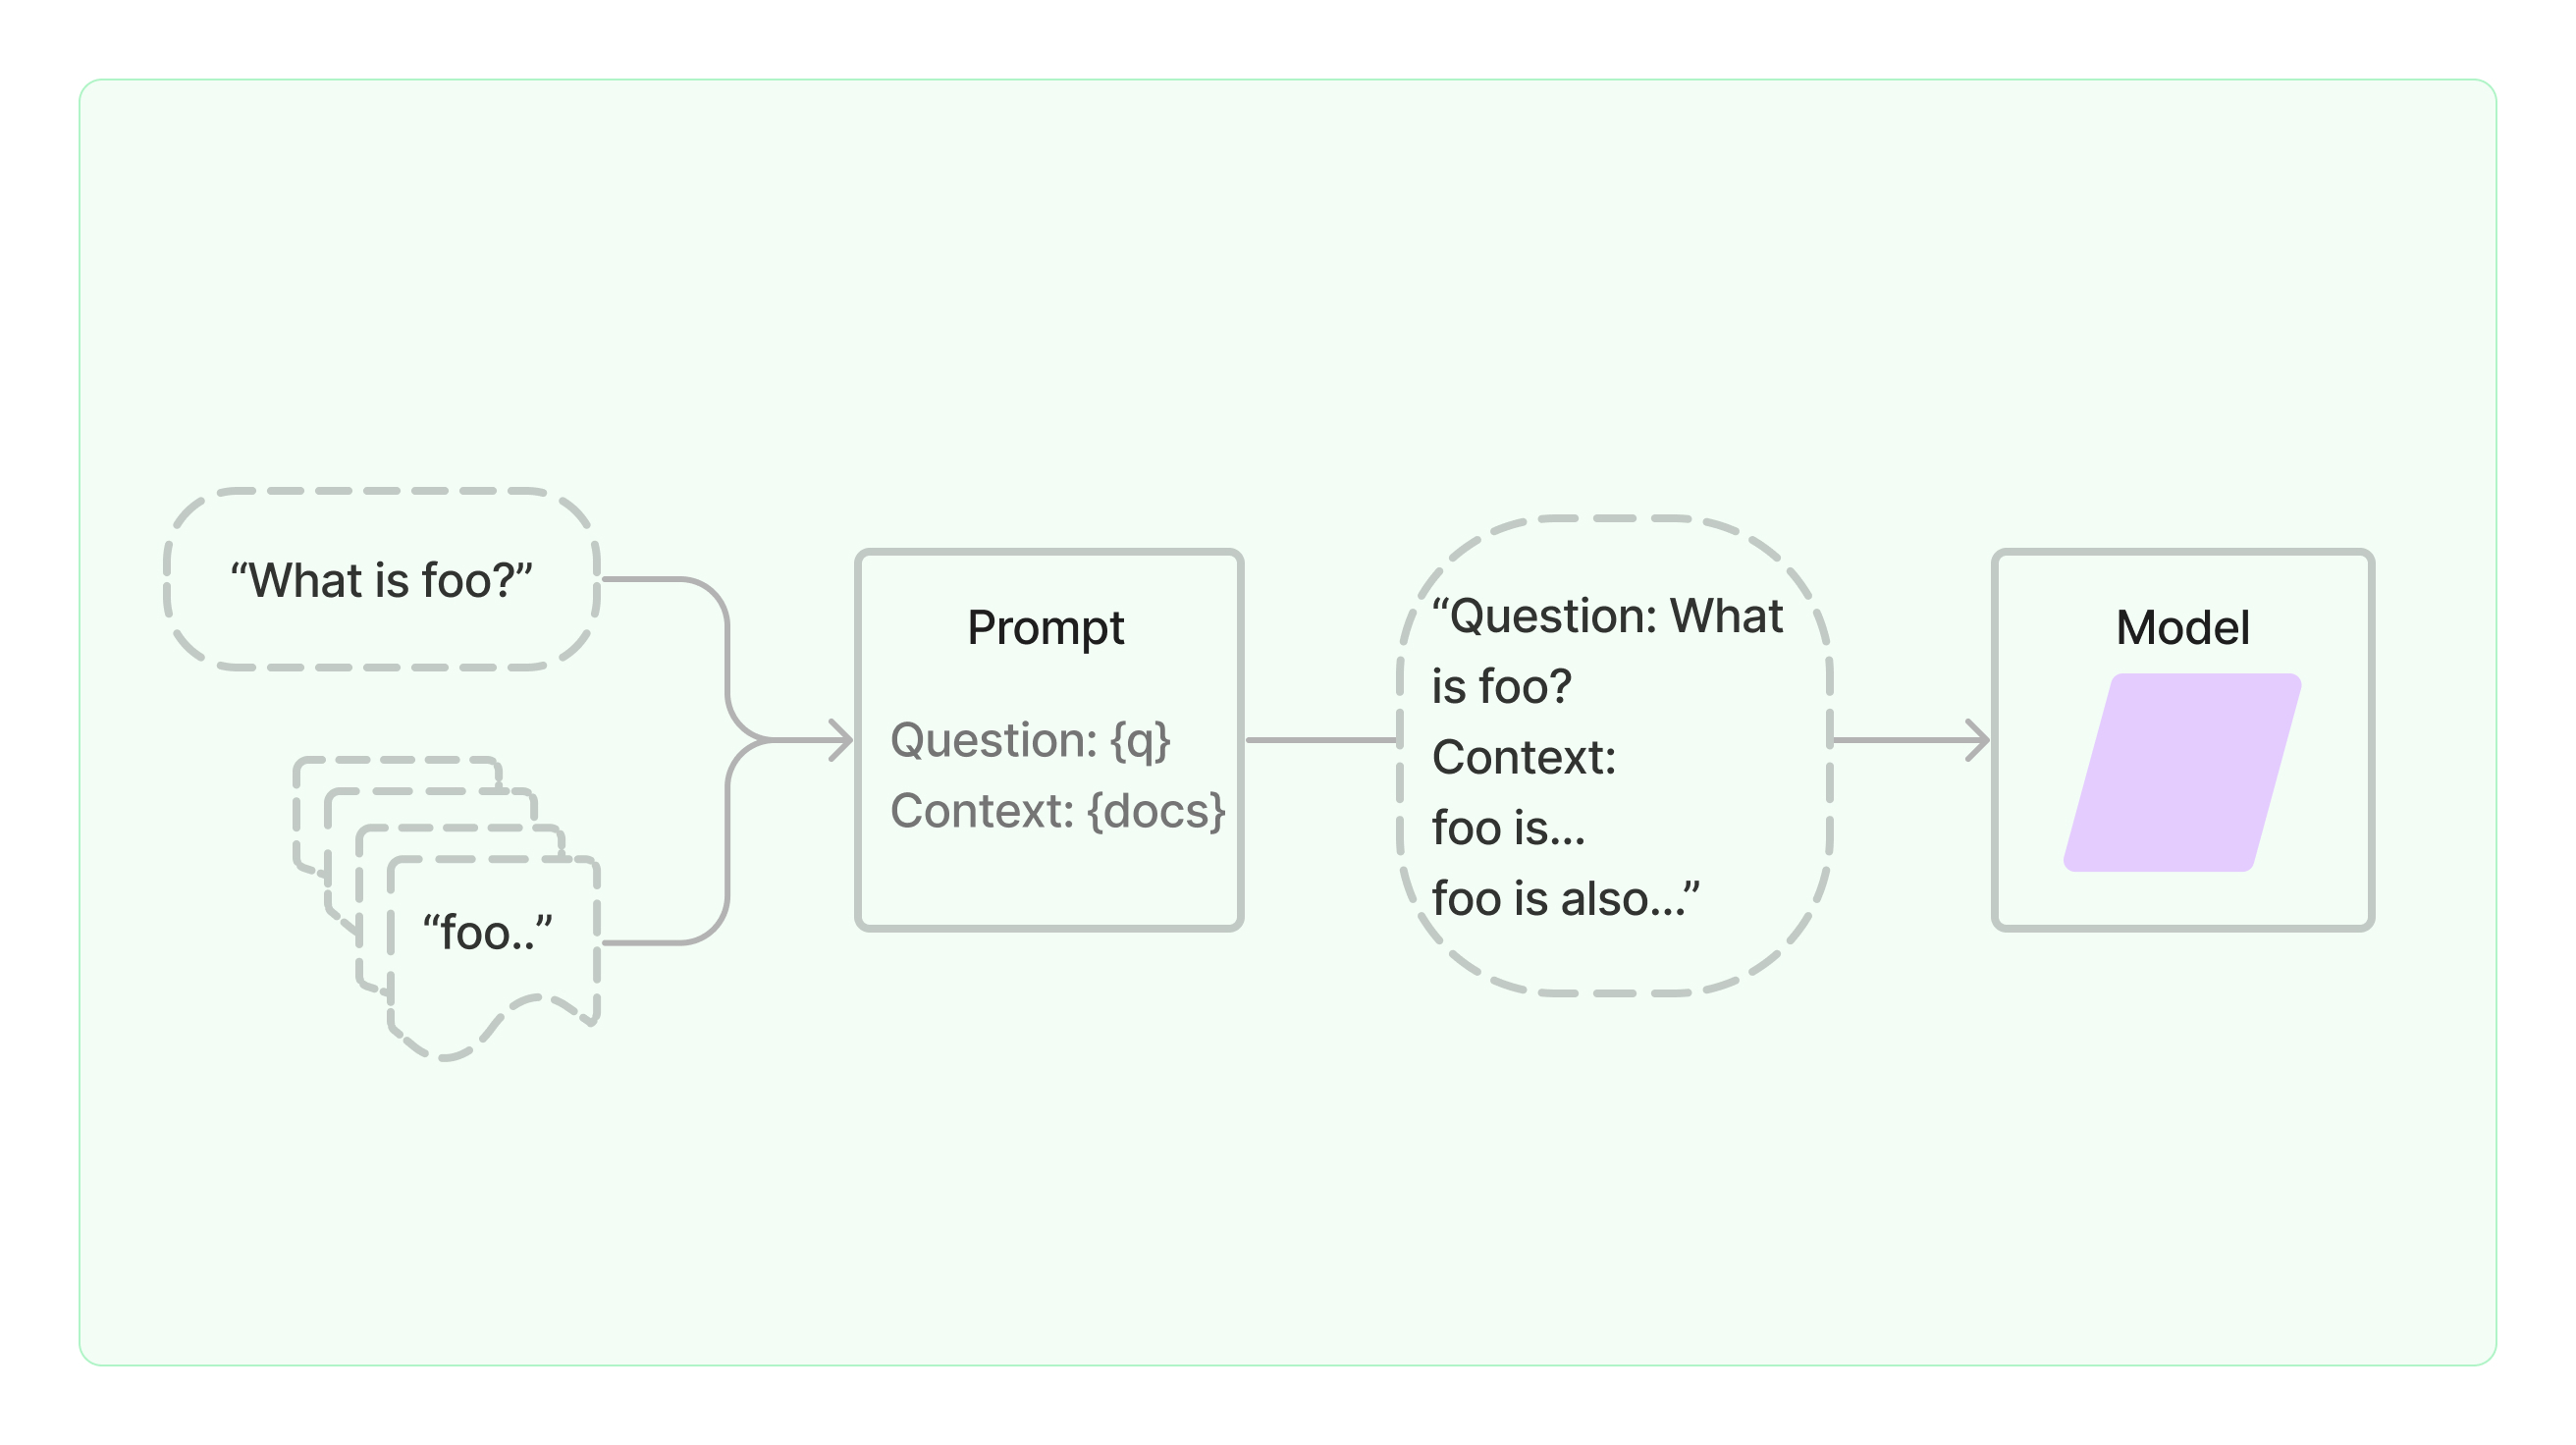 “What is foo?”
“foo..”
Prompt
Question: {q}
Context: {docs}
“Question: What
is foo?
Context:
foo is...
foo is also...”
Model